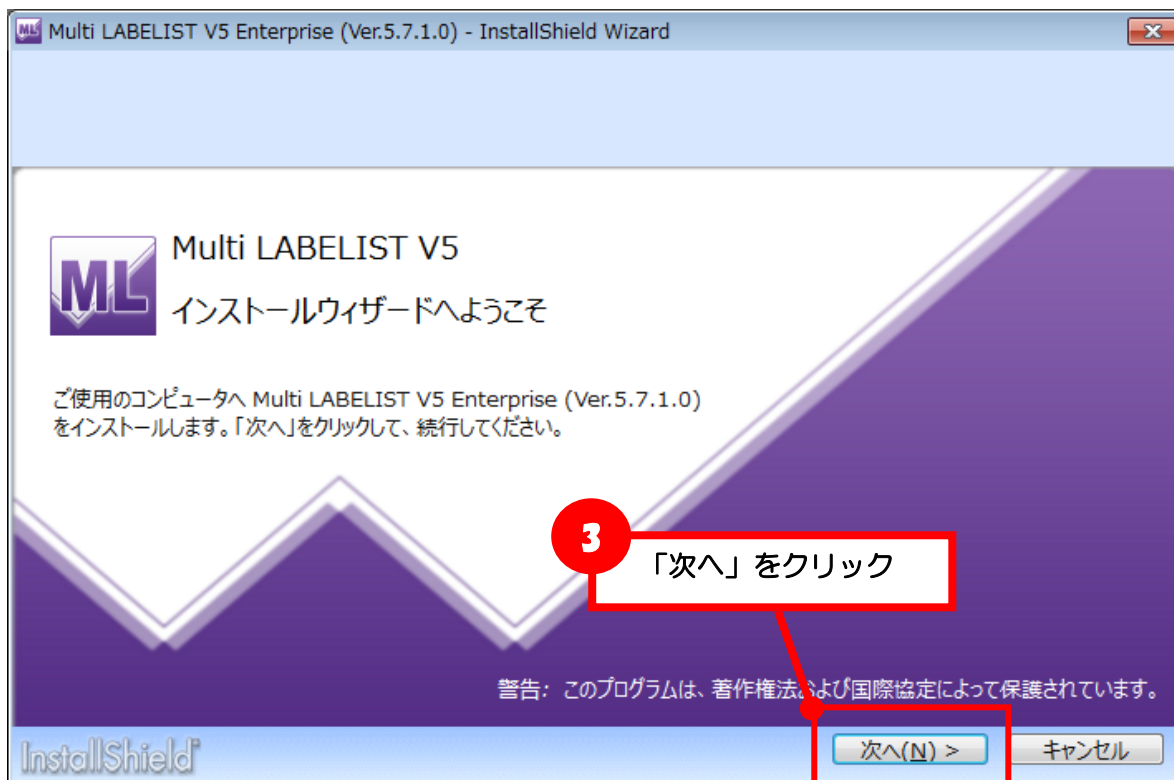 Multi LABELIST V5 Enterprise (Ver.5.7.1.0) - InstallShield Wizard
ML
Multi LABELIST V5
インストールウィザードへようこそ
ML
ご使用のコンピュータへ Multi LABELIST V5 Enterprise (Ver.5.7.1.0)
をインストールします。「次へ」をクリックして、続行してください。
3
「次へ」をクリック
警告: このプログラムは、著作権法および国際協定によって保護されています。
InstallShield
次へ(N) >
キャンセル